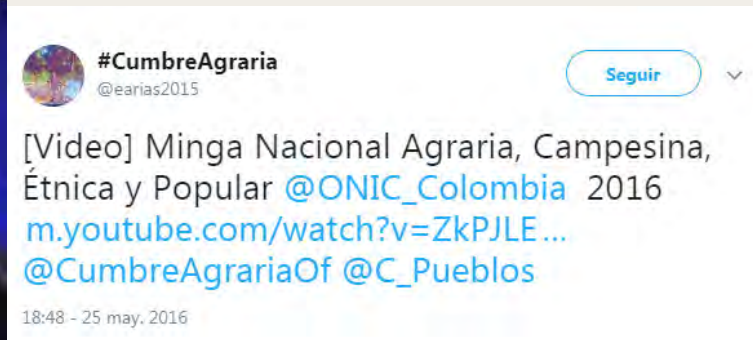 #CumbreAgraria
@earias2015
Seguir
[Video] Minga Nacional Agraria, Campesina,
Étnica y Popular @ONIC_Colombia 2016
m.youtube.com/watch?v=ZkPJLE...
@CumbreAgrariaOf @C_Pueblos
18:48 - 25 may. 2016